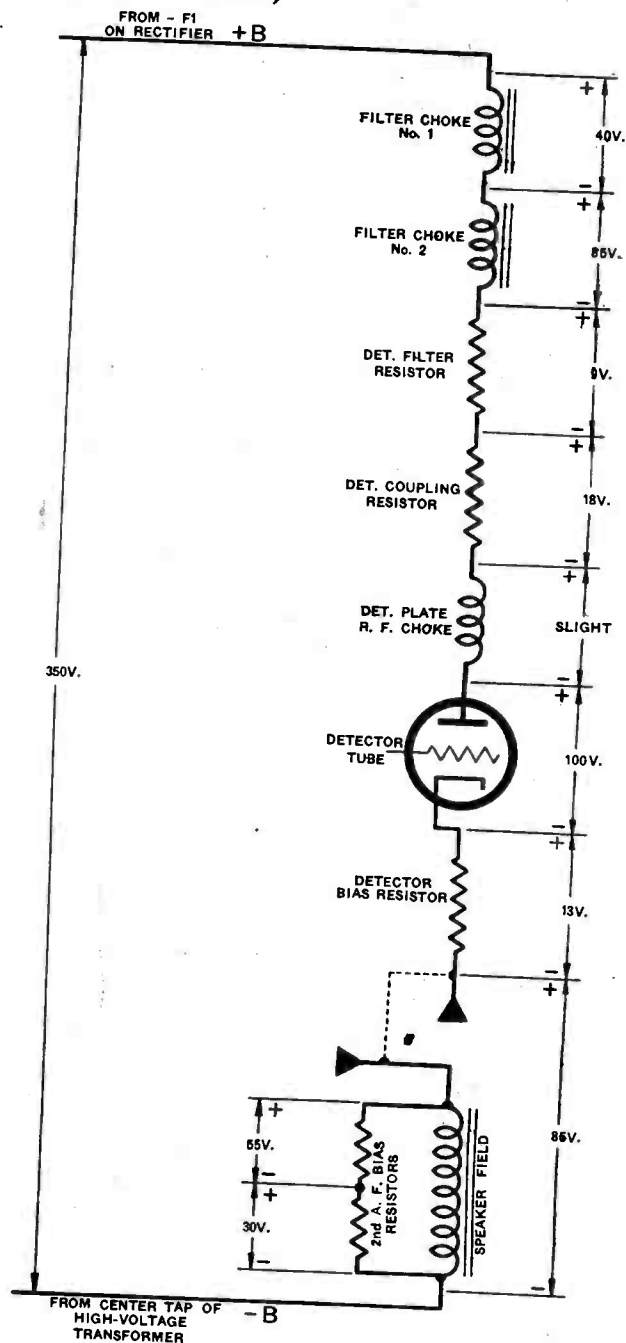 FROM - F1
ON RECTIFIER +B
+
FILTER CHOKE
No. 1
40V.
-
+
FILTER CHOKE
No. 2
85V.
-
+
DET. FILTER
RESISTOR
9V.
-
+
DET. COUPLING
RESISTOR
18V.
-
+
DET. PLATE
R. F. CHOKE
SLIGHT
350V.
-
+
DETECTOR
TUBE
100V.
-
+
DETECTOR
BIAS RESISTOR
13V.
-
+
85V.
+
55V.
-
+
30V.
-
2nd A. F. BIAS
RESISTORS
SPEAKER FIELD
-
FROM CENTER TAP OF
HIGH-VOLTAGE
TRANSFORMER
-B